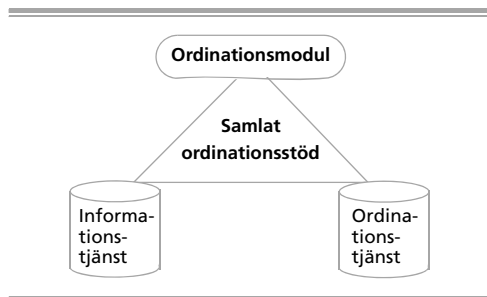 Ordinationsmodul
Samlat
ordinationsstöd
Informa-
tions-
tjänst
Ordina-
tions-
tjänst